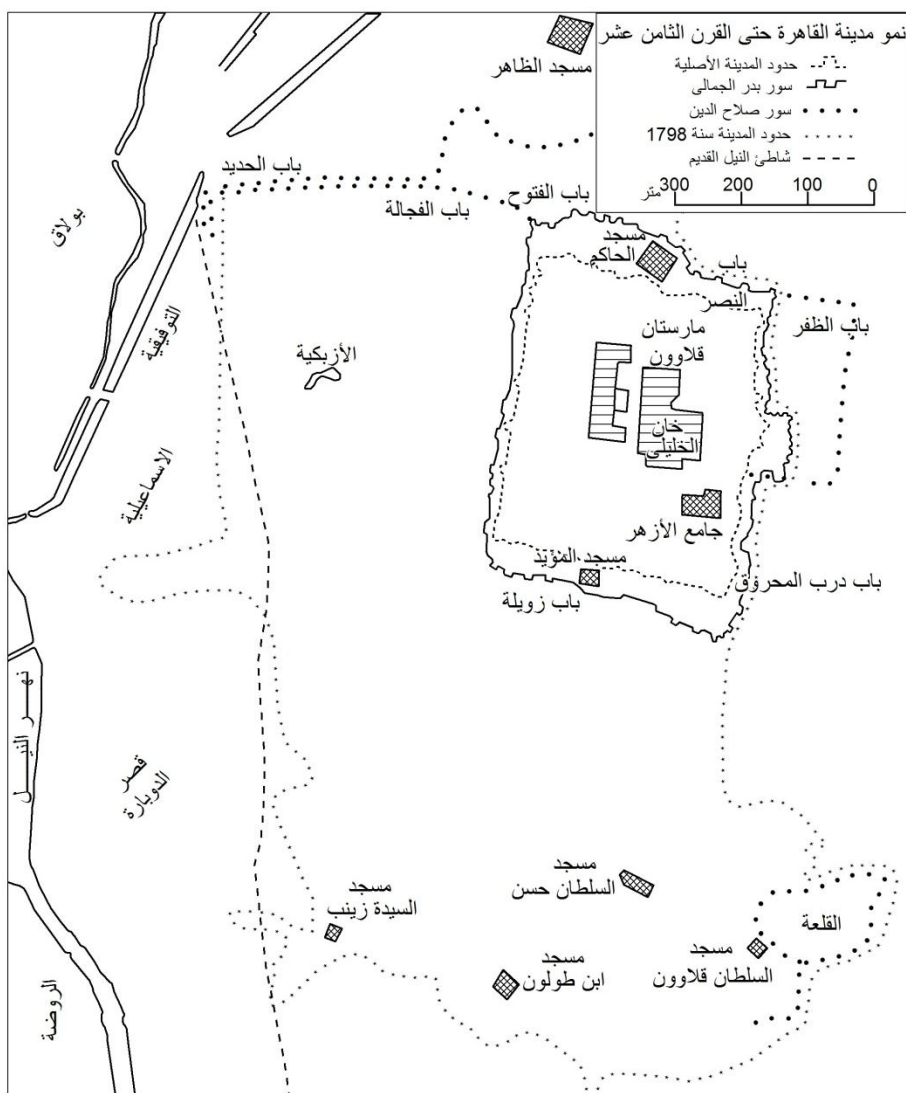 نمو مدينة القاهرة حتى القرن الثامن عشر
حدود المدينة الأصلية
سور بدر الجمالى
سور صلاح الدين
حدود المدينة سنة 1798
شاطئ النيل القديم
300 200 100 0
متر
مسجد الظاهر
باب الحديد
باب الفجالة
باب الفتوح
مسجد
الحاكم
باب
النصر
باب الظفر
بولاق
التوفيقية
الأزبكية
مارستان
قلاوون
خان
الخليلى
الاسماعيلية
جامع الأزهر
مسجد المؤيد
باب زويلة
باب درب المحروق
نهر النيل
قصر
الدوبارة
مسجد
السيدة زينب
مسجد
السلطان حسن
القلعة
مسجد
السلطان قلاوون
مسجد
ابن طولون
الروضة